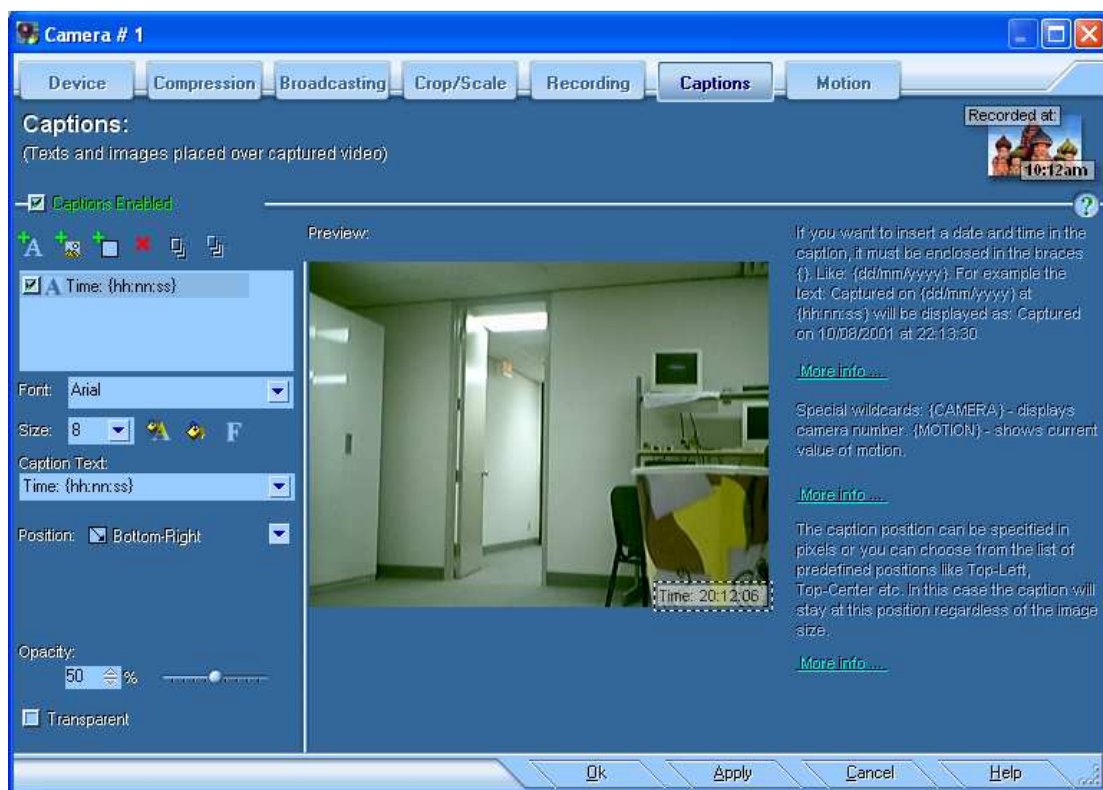 Camera # 1
Device
Compression
Broadcasting
Crop/Scale
Recording
Captions
Motion
Captions:
(Texts and images placed over captured video)
Recorded at:
10:12am
Captions Enabled
?
A
Preview:
A Time: {hh:nn:ss}
Font: Arial
Size: 8
A
F
Caption Text:
Time: {hh:nn:ss}
Position: Bottom-Right
Opacity:
50 %
Transparent
Time: 20:12:06
If you want to insert a date and time in the
caption, it must be enclosed in the braces
{}. Like: {dd/mm/yyyy}. For example the
text: Captured on {dd/mm/yyyy} at
{hh:nn:ss} will be displayed as: Captured
on 10/08/2001 at 22:13:30
More info ...
Special wildcards: {CAMERA} - displays
camera number. {MOTION} - shows current
value of motion.
More info ...
The caption position can be specified in
pixels or you can choose from the list of
predefined positions like Top-Left,
Top-Center etc. In this case the caption will
stay at this position regardless of the image
size.
More info ...
Ok
Apply
Cancel
Help